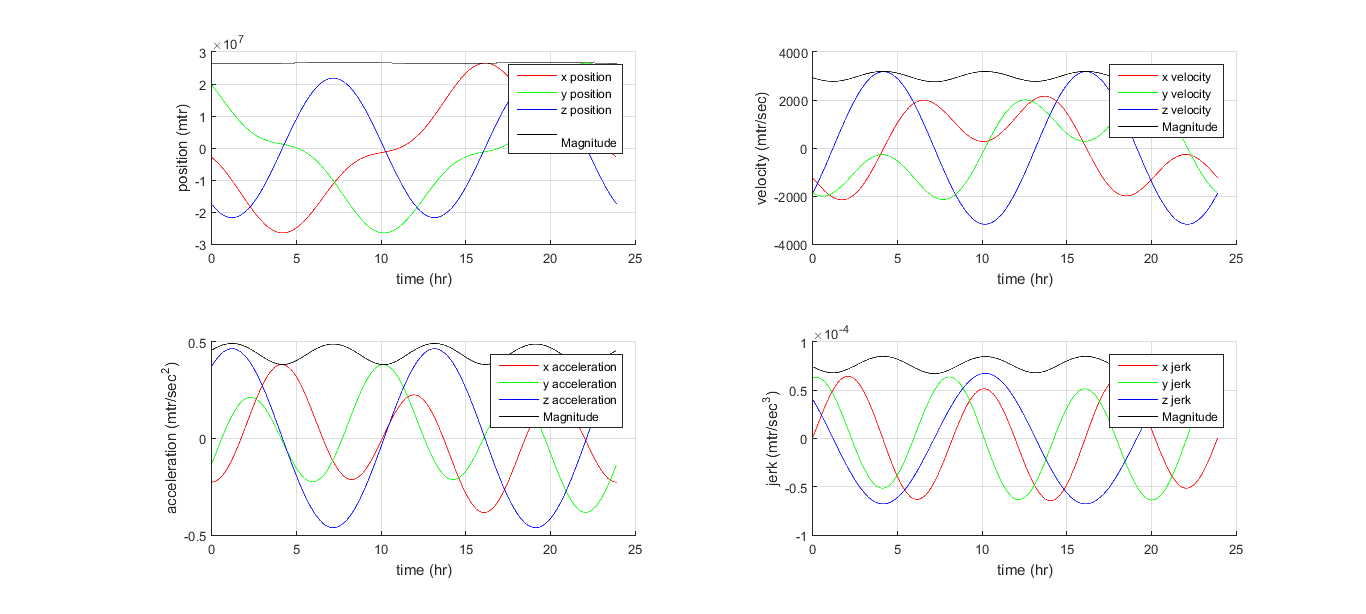 ×10^7
3
2
1
0
-1
-2
-3
position (mtr)
0 5 10 15 20 25
time (hr)
x position
y position
z position
Magnitude
4000
2000
0
-2000
-4000
velocity (mtr/sec)
0 5 10 15 20 25
time (hr)
x velocity
y velocity
z velocity
Magnitude
0.5
0
-0.5
acceleration (mtr/sec^2)
0 5 10 15 20 25
time (hr)
x acceleration
y acceleration
z acceleration
Magnitude
×10^-4
1
0.5
0
-0.5
-1
jerk (mtr/sec^3)
0 5 10 15 20 25
time (hr)
x jerk
y jerk
z jerk
Magnitude